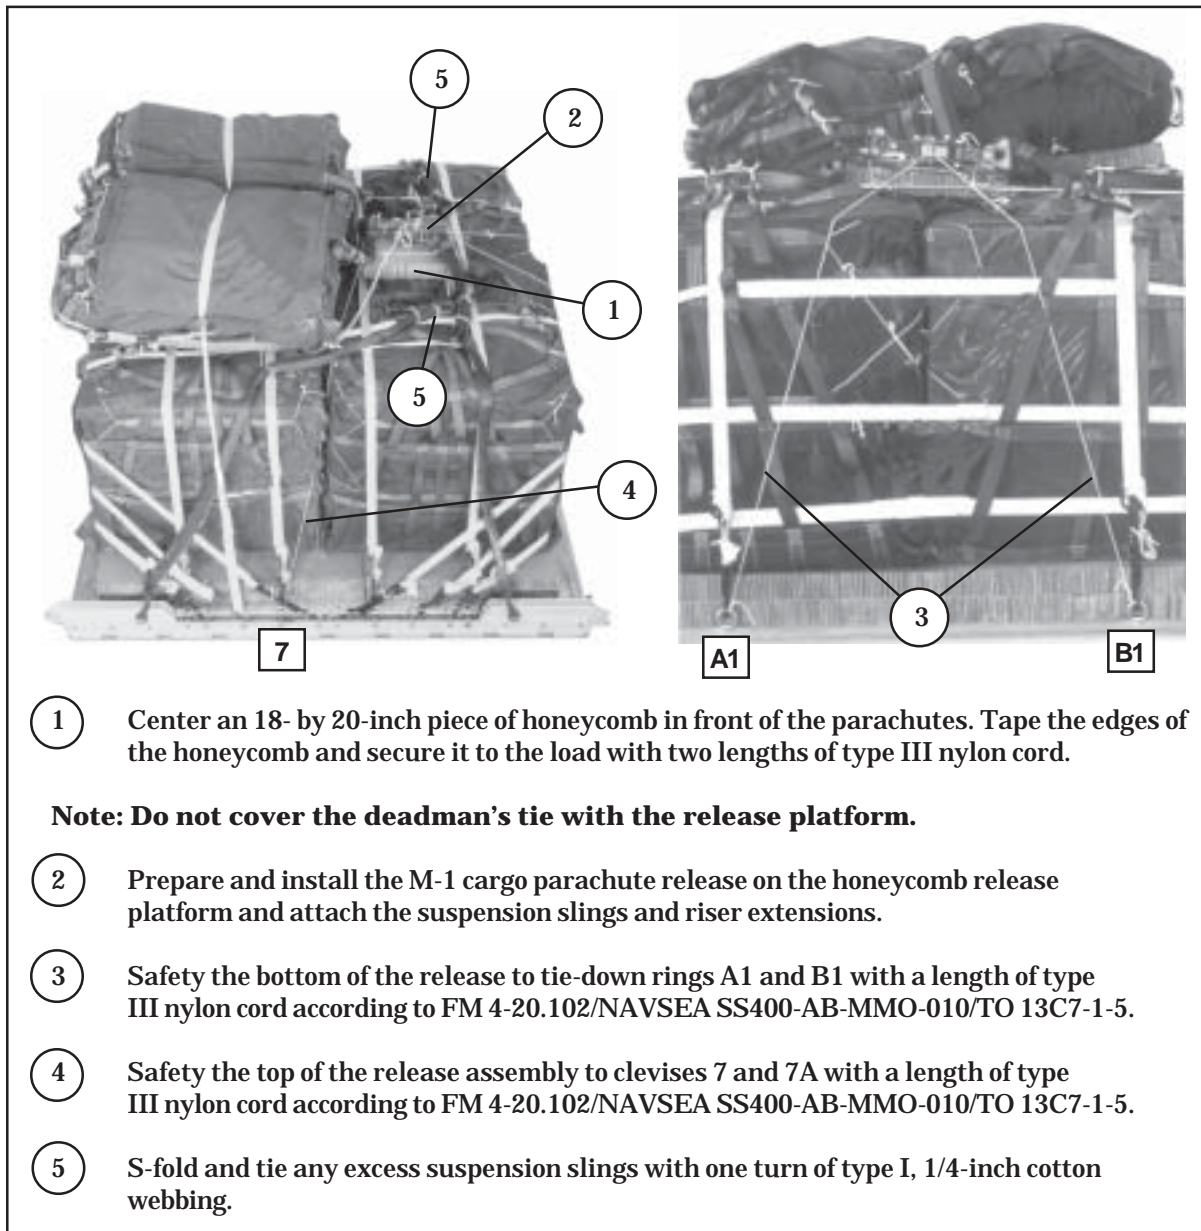 5
2
1
5
4
3
7
A1
B1
1 Center an 18- by 20-inch piece of honeycomb in front of the parachutes. Tape the edges of
the honeycomb and secure it to the load with two lengths of type III nylon cord.
Note: Do not cover the deadman’s tie with the release platform.
2 Prepare and install the M-1 cargo parachute release on the honeycomb release
platform and attach the suspension slings and riser extensions.
3 Safety the bottom of the release to tie-down rings A1 and B1 with a length of type
III nylon cord according to FM 4-20.102/NAVSEA SS400-AB-MMO-010/TO 13C7-1-5.
4 Safety the top of the release assembly to clevises 7 and 7A with a length of type
III nylon cord according to FM 4-20.102/NAVSEA SS400-AB-MMO-010/TO 13C7-1-5.
5 S-fold and tie any excess suspension slings with one turn of type I, 1/4-inch cotton
webbing.